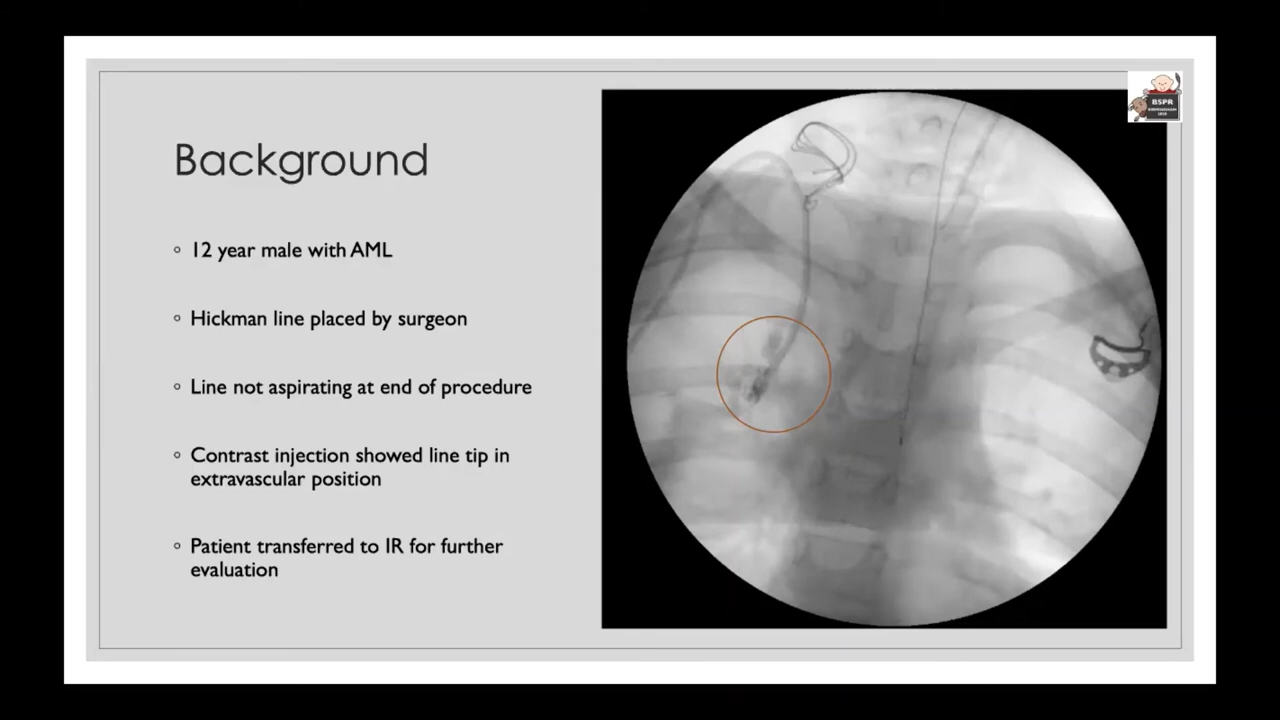 BSPR
Background
◦ 12 year male with AML
◦ Hickman line placed by surgeon
◦ Line not aspirating at end of procedure
◦ Contrast injection showed line tip in
extravascular position
◦ Patient transferred to IR for further
evaluation